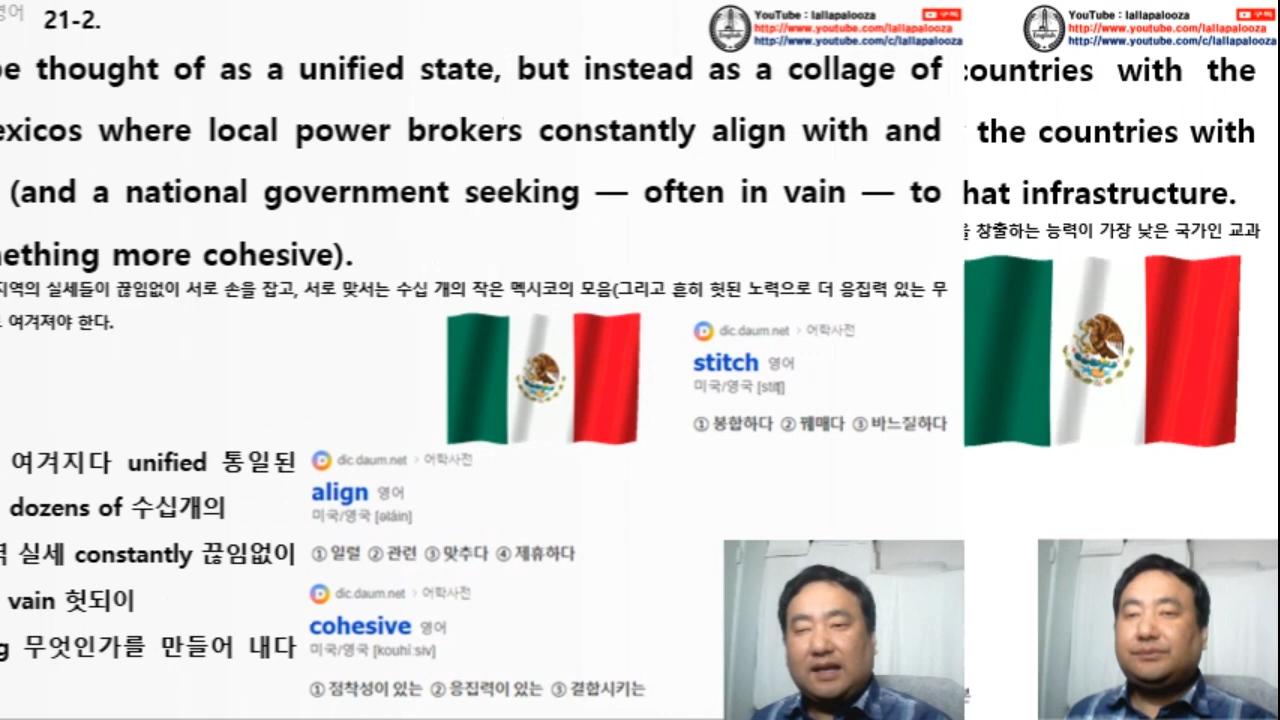 영어 21-2.
YouTube : lallapalooza 구독
http://www.youtube.com/lallapalooza
http://www.youtube.com/c/lallapalooza
be thought of as a unified state, but instead as a collage of
exicos where local power brokers constantly align with and
(and a national government seeking — often in vain — to
nething more cohesive).
지역의 실세들이 끊임없이 서로 손을 잡고, 서로 맞서는 수십 개의 작은 멕시코의 모음(그리고 흔히 헛된 노력으로 더 응집력 있는 무
여겨져야 한다.
dic.daum.net > 어학사전
stitch 영어
미국/영국 [stitʃ]
① 봉합하다 ② 꿰매다 ③ 바느질하다
여겨지다 unified 통일된
dozens of 수십개의
역 실세 constantly 끊임없이
vain 헛되이
g 무엇인가를 만들어 내다
dic.daum.net > 어학사전
align 영어
미국/영국 [əláin]
① 일렬 ② 관련 ③ 맞추다 ④ 제휴하다
dic.daum.net > 어학사전
cohesive 영어
미국/영국 [kouhíːsiv]
① 점착성이 있는 ② 응집력이 있는 ③ 결합시키는
YouTube : lallapalooza 구독
http://www.youtube.com/lallapalooza
http://www.youtube.com/c/lallapalooza
countries with the
the countries with
hat infrastructure.
을 창출하는 능력이 가장 낮은 국가인 교과